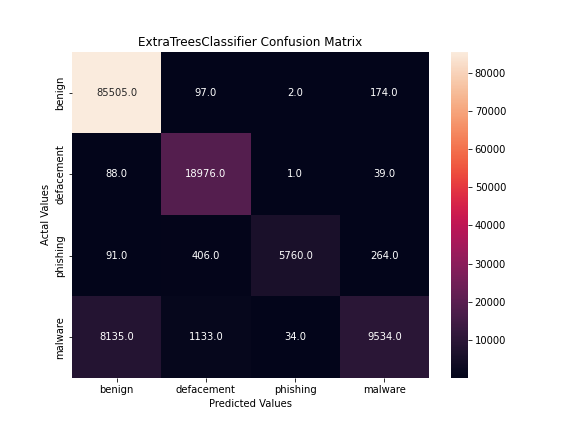 ExtraTreesClassifier Confusion Matrix
Actal Values
benign
85505.0 97.0 2.0 174.0
defacement
88.0 18976.0 1.0 39.0
phishing
91.0 406.0 5760.0 264.0
malware
8135.0 1133.0 34.0 9534.0
benign defacement phishing malware
Predicted Values
80000
70000
60000
50000
40000
30000
20000
10000